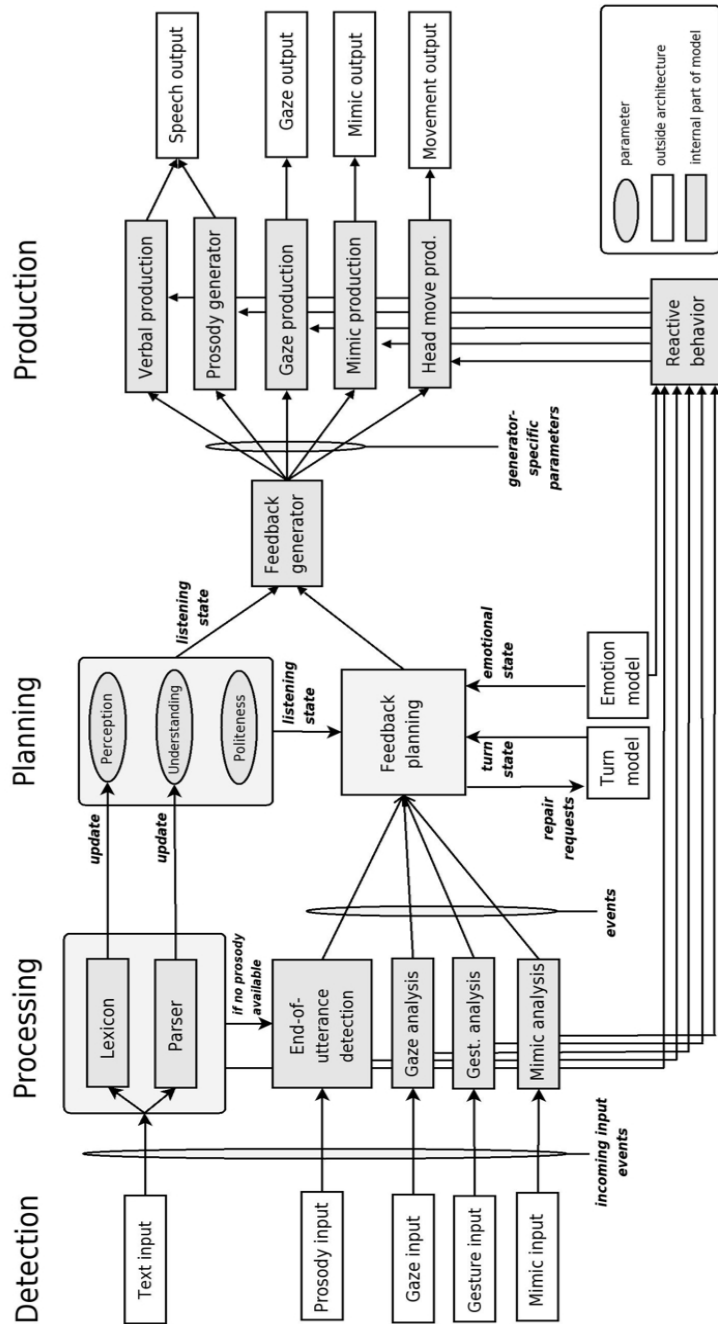 Detection
Processing
Planning
Production
Text input
Prosody input
Gaze input
Gesture input
Mimic input
incoming input
events
Lexicon
Parser
if no prosody
available
End-of-
utterance
detection
Gaze analysis
Gest. analysis
Mimic analysis
events
update
update
Perception
Understanding
Politeness
listening
state
listening
state
Feedback
planning
turn
state
emotional
state
repair
requests
Turn
model
Emotion
model
Feedback
generator
generator-
specific
parameters
Verbal production
Prosody generator
Gaze production
Mimic production
Head move prod.
Reactive
behavior
Speech output
Gaze output
Mimic output
Movement output
parameter
outside architecture
internal part of model